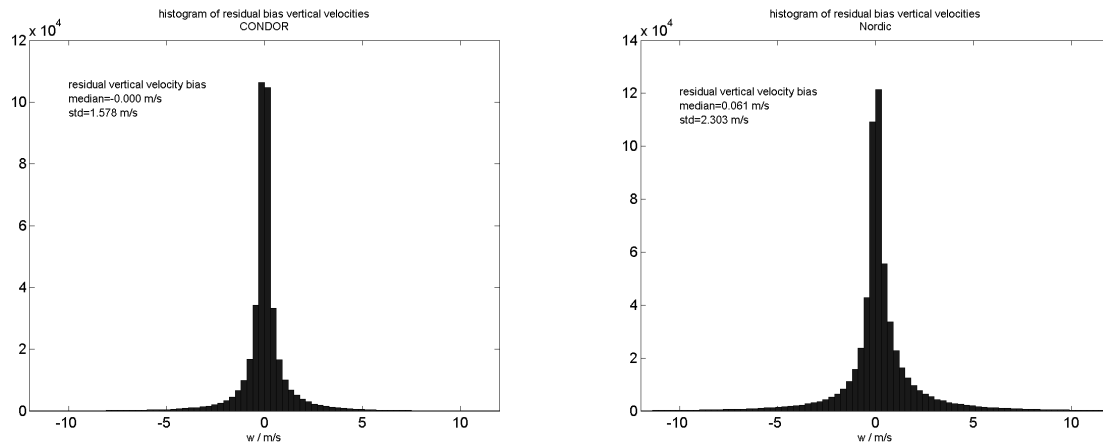 histogram of residual bias vertical velocities
CONDOR
x 10^4
12
10
8
6
4
2
0
residual vertical velocity bias
median=-0.000 m/s
std=1.578 m/s
-10 -5 0 5 10
w / m/s
histogram of residual bias vertical velocities
Nordic
x 10^4
14
12
10
8
6
4
2
0
residual vertical velocity bias
median=0.061 m/s
std=2.303 m/s
-10 -5 0 5 10
w / m/s